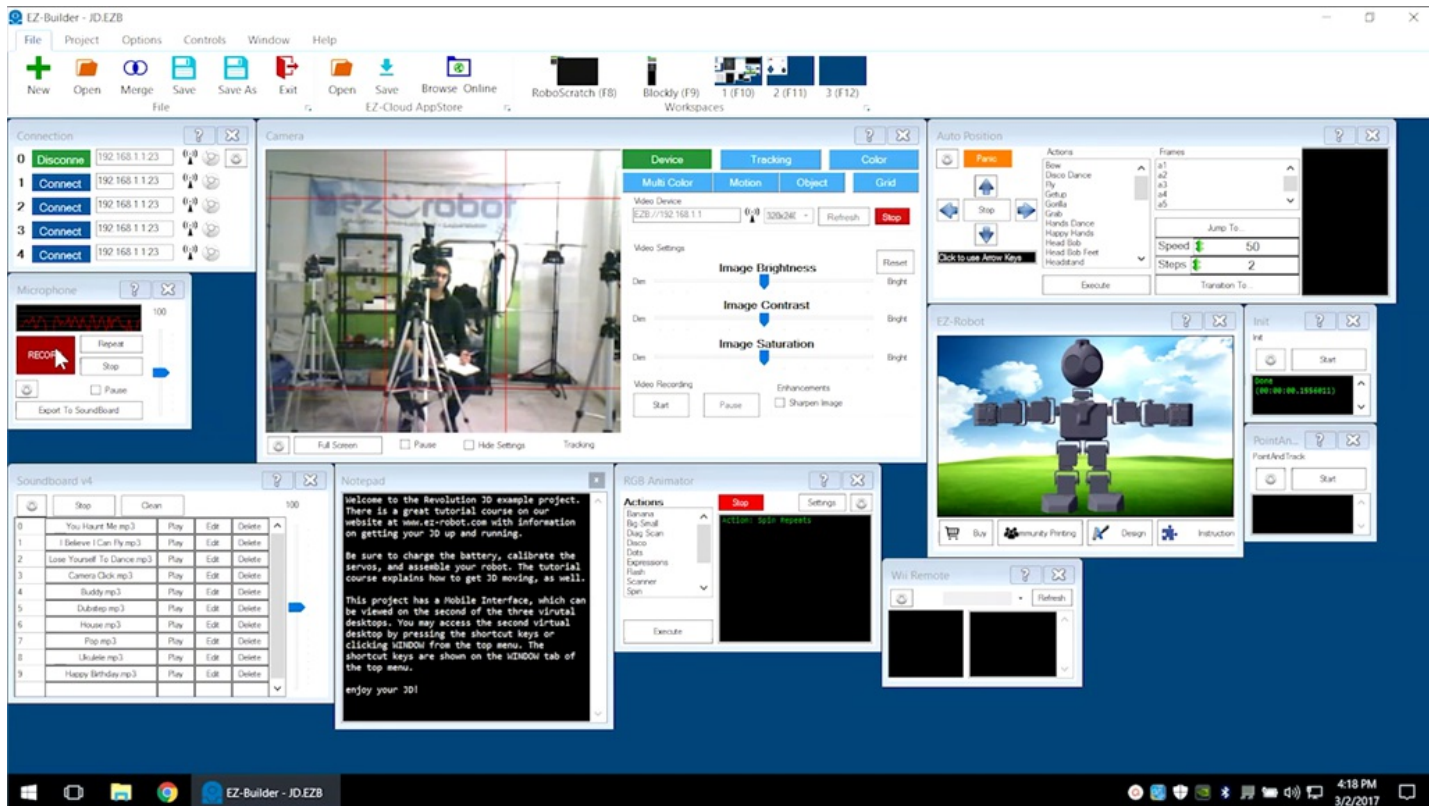 EZ-Builder - JD.EZB
File Project Options Controls Window Help
New Open Merge Save Save As Exit Open Save Browse Online RoboScratch (F8) Blockly (F9) 1 (F10) 2 (F11) 3 (F12)
File EZ-Cloud AppStore Workspaces
Connection
0 Disconne 192.168.1.1:23
1 Connect 192.168.1.1:23
2 Connect 192.168.1.1:23
3 Connect 192.168.1.1:23
4 Connect 192.168.1.1:23
Microphone
100
RECOR
Repeat
Stop
Pause
Export To SoundBoard
Camera
ez robot
Device Tracking Color
Multi Color Motion Object Grid
Video Device
EZB://192.168.1.1 320x240 Refresh Stop
Video Settings
Reset
Image Brightness
Dim Bright
Image Contrast
Dim Bright
Image Saturation
Dim Bright
Video Recording Enhancements
Start Pause Sharpen Image
Full Screen Pause Hide Settings Tracking
Auto Position
Panic
Stop
Click to use Arrow Keys
Actions
Bow
Disco Dance
Fly
Getup
Gorilla
Grab
Hands Dance
Happy Hands
Head Bob
Head Bob Feet
Headstand
Execute
Frames
a1
a2
a3
a4
a5
Jump To...
Speed 50
Steps 2
Transition To...
EZ-Robot
Buy Design Instruction
Init
Init
Start
Done
(00:00:00.1556011)
PointAn...
PointAndTrack
Start
Soundboard v4
Stop Clean 100
0 You Haunt Me.mp3 Play Edit Delete
1 I Believe I Can Fly.mp3 Play Edit Delete
2 Lose Yourself To Dance.mp3 Play Edit Delete
3 Camera Click.mp3 Play Edit Delete
4 Buddy.mp3 Play Edit Delete
5 Dubstep.mp3 Play Edit Delete
6 House.mp3 Play Edit Delete
7 Pop.mp3 Play Edit Delete
8 Ukulele.mp3 Play Edit Delete
9 Happy Birthday.mp3 Play Edit Delete
Notepad
Welcome to the Revolution JD example project.
There is a great tutorial course on our
website at www.ez-robot.com with information
on getting your JD up and running.
Be sure to charge the battery, calibrate the
servos, and assemble your robot. The tutorial
course explains how to get JD moving, as well.
This project has a Mobile Interface, which can
be viewed on the second of the three virutal
desktops. You may access the second virtual
desktop by pressing the shortcut keys or
clicking WINDOW from the top menu. The
shortcut keys are shown on the WINDOW tab of
the top menu.
enjoy your JD!
RGB Animator
Actions
Banana
Big-Small
Diag Scan
Disco
Dots
Expressions
Flash
Scanner
Spin
Execute
Stop Settings
Action: Spin Repeats
Wii Remote
Refresh
EZ-Builder - JD.EZB
4:18 PM
3/2/2017